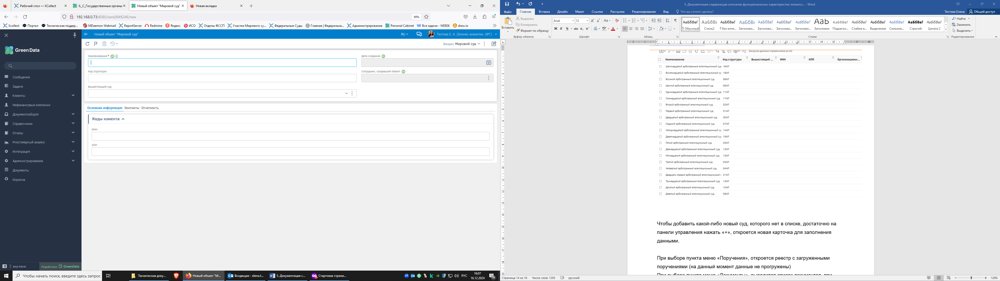 Рабочий стол — XCollect
IL_C_Государственные органы
Новый объект "Мировой суд"
Новая вкладка
192.168.0.73:8080/card/849246/new
90%
Xcollect
Портал
Техническая поддер...
MDaemon Webmail
ReportServer
Redmine
Яндекс
ИСО
Отделы ФССП
Участки Мирового су...
Федеральные Суды
Главная | Федеральна...
Администрирование
Personal Cabinet
Все задачи - WEEEK
draw.io
Новый объект "Мировой суд"
RU
Тестова Е. А. (Бизнес-аналитик. ОРГ)
GreenData
Сообщения
Задачи
Клиенты
Нефинансовые компании
Документооборот
Справочники
Отчеты
Многомерный анализ
Интеграция
Администрирование
Документы
Корзина
ВИД МЕНЮ
Разработано GreenData
Визуал: Мировой суд
Наименование *
Дата создания
Код структуры
Сотрудник, создавший объект
Вышестоящий суд
Основная информация Контакты Отчетность
Коды клиента
ИНН
КПП
Чтобы начать поиск, введите здесь запрос
Техническая доку...
Новый объект "М...
Входящие - elena.t...
5. Документация с...
Стартовая страни...
РУС
16:07
16.12.2024
19
5. Документация содержащая описание функциональных характеристик экземпл... - Word
Файл
Главная
Вставка
Дизайн
Макет
Ссылки
Рассылки
Рецензирование
Вид
Что вы хотите сделать?
Тестова Елена
Общий доступ
Вставить
Вырезать
Копировать
Формат по образцу
Буфер обмена
Arial
12
Ж К Ч abc x₂ x²
Шрифт
Абзац
АаБбВвГ
¶ Обычный
АаБбВ
Стиль2
АаБбВвГ
¶ Без инте...
АаБбВ
Заголово...
АаБбВвГ
Заголово...
АаБбВвГ
Заголово...
АаБбВвГ
Заголово...
Aab
Заголовок
АаБбВвГ
Подзагол...
АаБбВвГ
Слабое в...
АаБбВвГ
Выделение
АаБбВвГ
Сильное...
АаБбВвГ
Строгий
АаБбВвГ
Цитата 2
Стили
Найти
Заменить
Выделить
Редактирование
Загрузка данных справочника из xls
Наименование Код структуры Вышестоящий ... ИНН КПП Организационн...
Шестнадцатый арбитражный апелляционный суд 16АП
Восемнадцатый арбитражный апелляционный су 18АП
Восьмой арбитражный апелляционный суд 08АП
Шестой арбитражный апелляционный суд 06АП
Одиннадцатый арбитражный апелляционный суд 11АП
Семнадцатый арбитражный апелляционный суд 17АП
Второй арбитражный апелляционный суд 02АП
Первый арбитражный апелляционный суд 01АП
Двадцатый арбитражный апелляционный суд 20АП
Седьмой арбитражный апелляционный суд 07АП
Четырнадцатый арбитражный апелляционный су 14АП
Девятнадцатый арбитражный апелляционный суд 19АП
Пятый арбитражный апелляционный суд 05АП
Двенадцатый арбитражный апелляционный суд 12АП
Пятнадцатый арбитражный апелляционный суд 15АП
Третий арбитражный апелляционный суд 03АП
Четвертый арбитражный апелляционный суд 04АП
Двадцать первый арбитражный апелляционный с 21АП
Тринадцатый арбитражный апелляционный суд 13АП
Десятый арбитражный апелляционный суд 10АП
Девятый арбитражный апелляционный суд 09АП
Чтобы добавить какой-либо новый суд, которого нет в списке, достаточно на
панели управления нажать «+», откроется новая карточка для заполнения
данными.
При выборе пункта меню «Поручения», откроется реестр с загруженными
поручениями (на данный момент данные не прогружены)
При выборе пункта меню «Документы», выводится список документов, при
Страница 14 из 18
Число слов: 1293
русский
120%